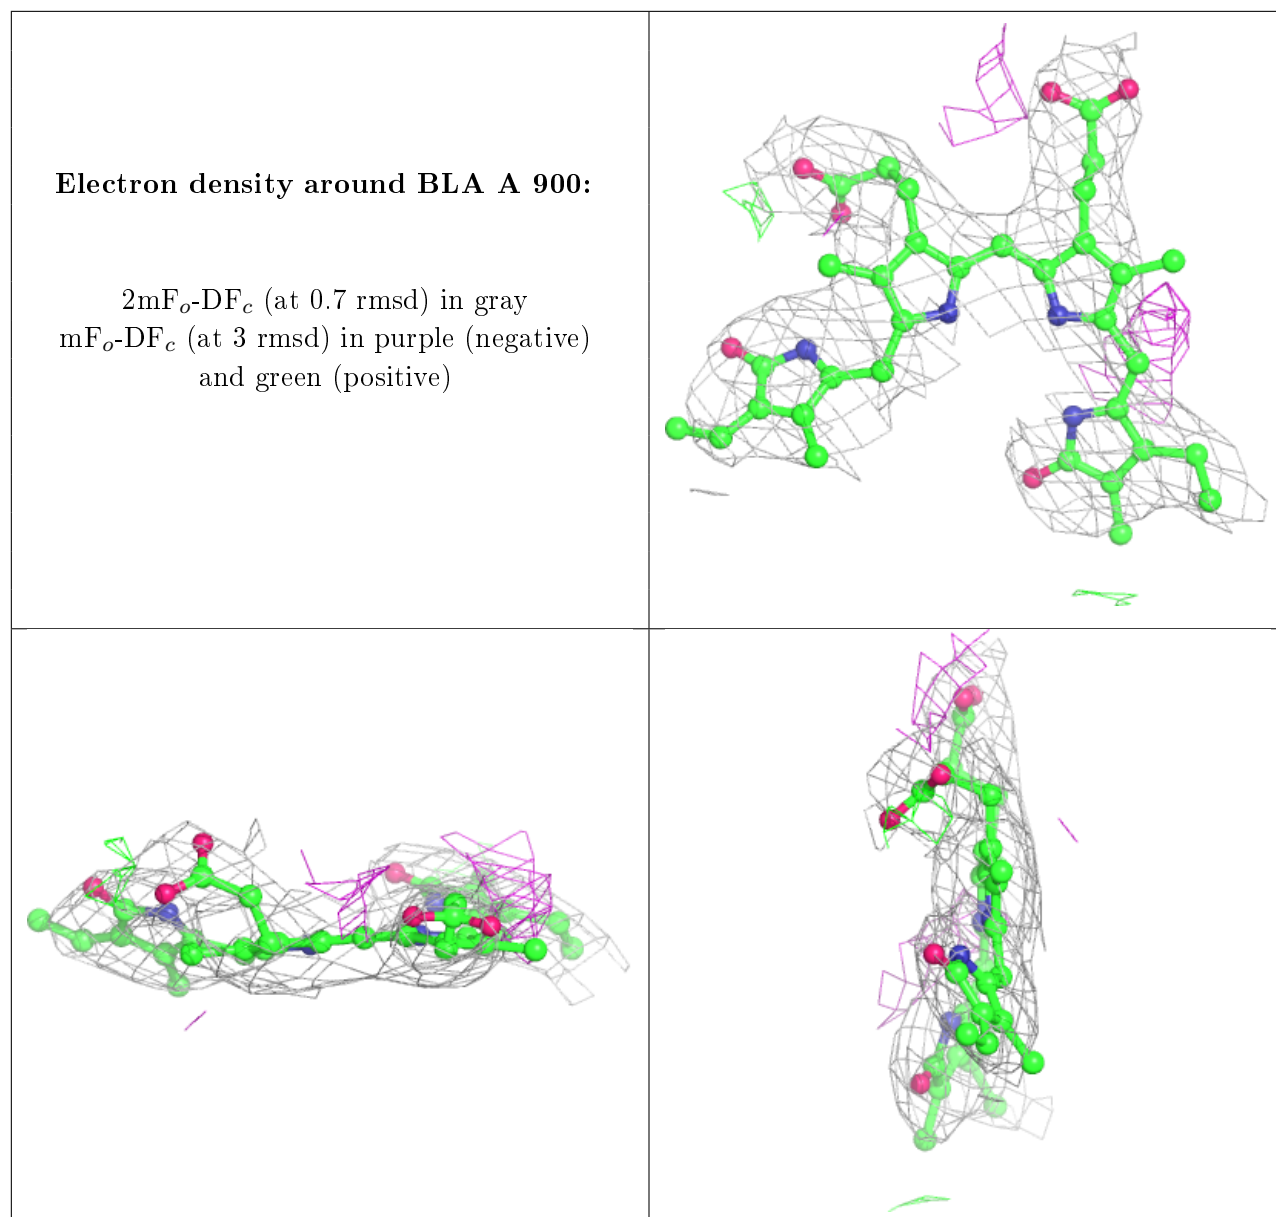 Electron density around BLA A 900:
2mFₒ-DF𝒸 (at 0.7 rmsd) in gray
mFₒ-DF𝒸 (at 3 rmsd) in purple (negative)
and green (positive)